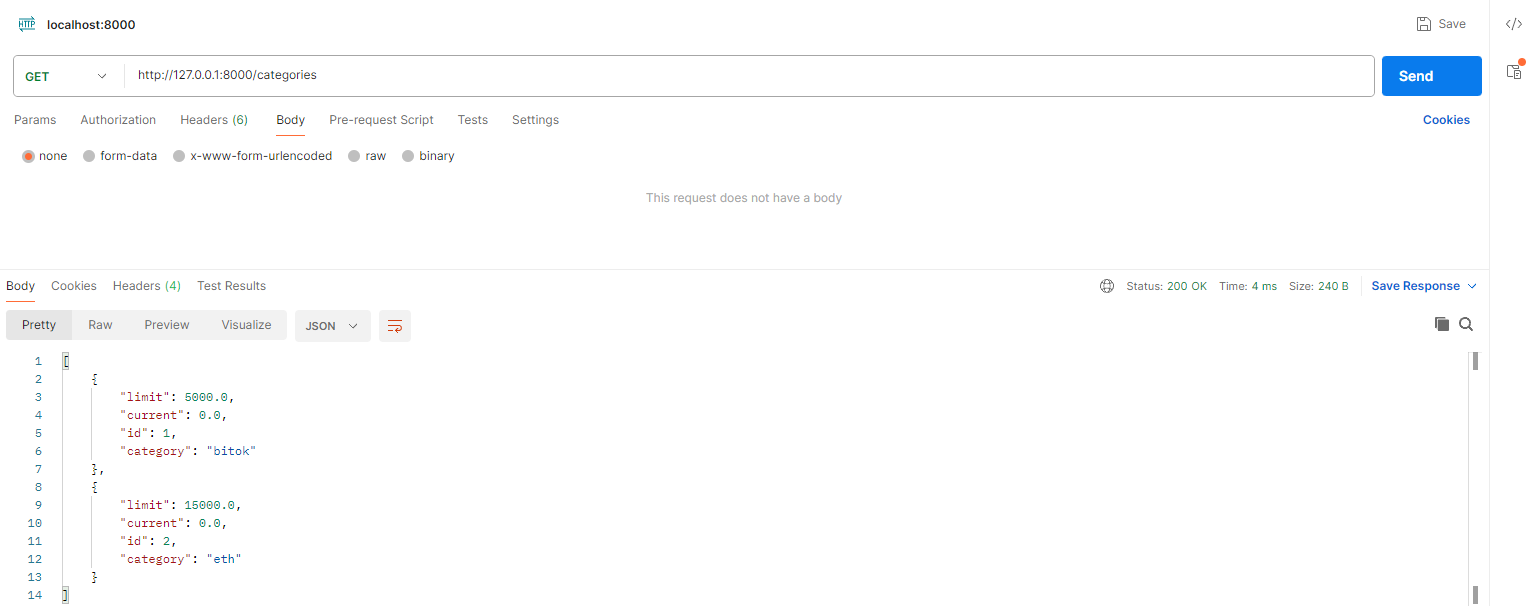 HTTP localhost:8000 Save </>
GET http://127.0.0.1:8000/categories Send
Params Authorization Headers (6) Body Pre-request Script Tests Settings Cookies
none form-data x-www-form-urlencoded raw binary
This request does not have a body
Body Cookies Headers (4) Test Results Status: 200 OK Time: 4 ms Size: 240 B Save Response
Pretty Raw Preview Visualize JSON
1 [
2 {
3 "limit": 5000.0,
4 "current": 0.0,
5 "id": 1,
6 "category": "bitok"
7 },
8 {
9 "limit": 15000.0,
10 "current": 0.0,
11 "id": 2,
12 "category": "eth"
13 }
14 ]